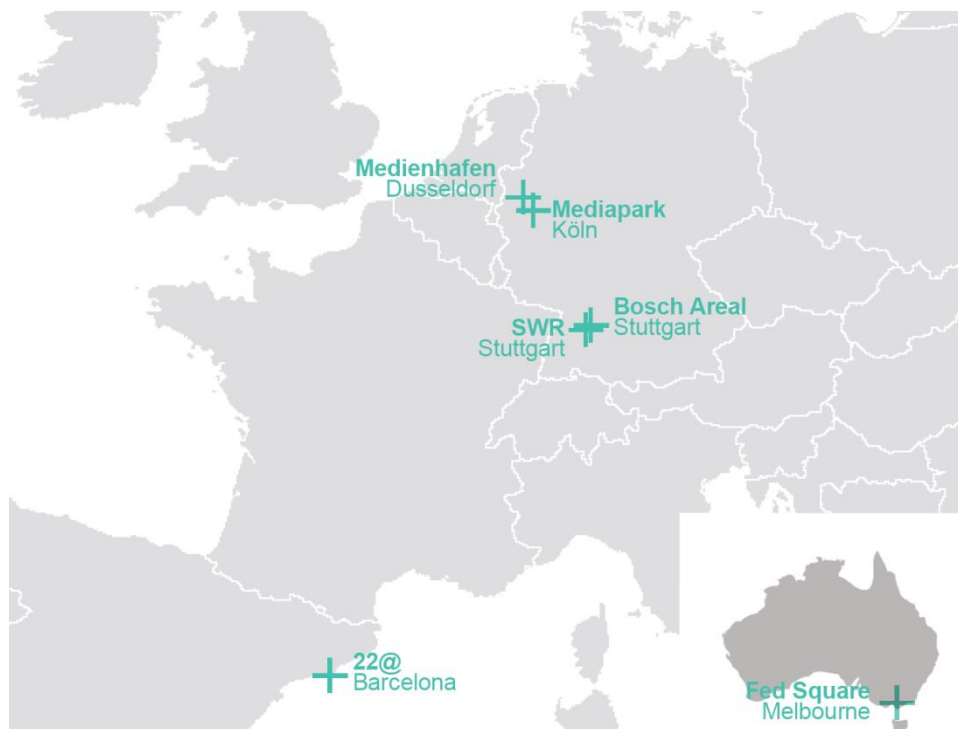 Medienhafen
Dusseldorf
Mediapark
Köln
Bosch Areal
Stuttgart
SWR
Stuttgart
22@
Barcelona
Fed Square
Melbourne